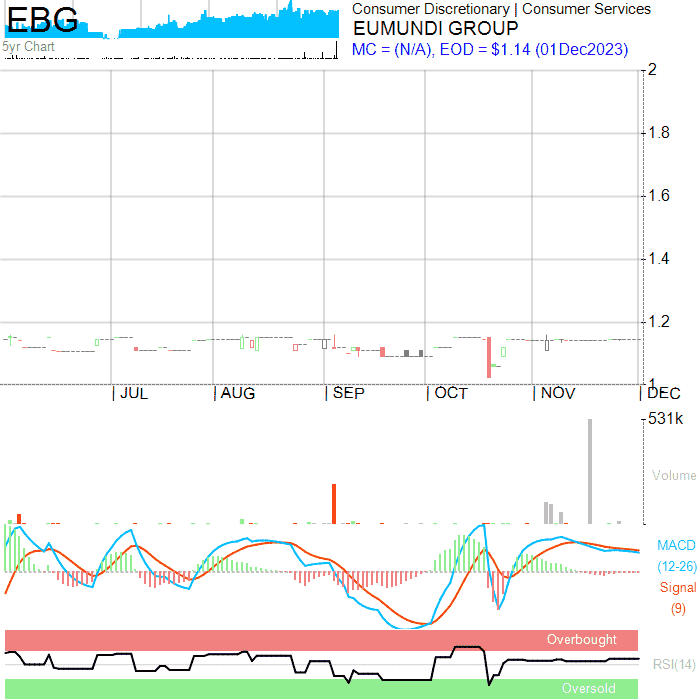 EBG
Consumer Discretionary | Consumer Services
EUMUNDI GROUP
5yr Chart
MC = (N/A), EOD = $1.14 (01Dec2023)
2
1.8
1.6
1.4
1.2
1
| JUL | AUG | SEP | OCT | NOV | DEC
531k
Volume
MACD
(12-26)
Signal
(9)
Overbought
RSI(14)
Oversold